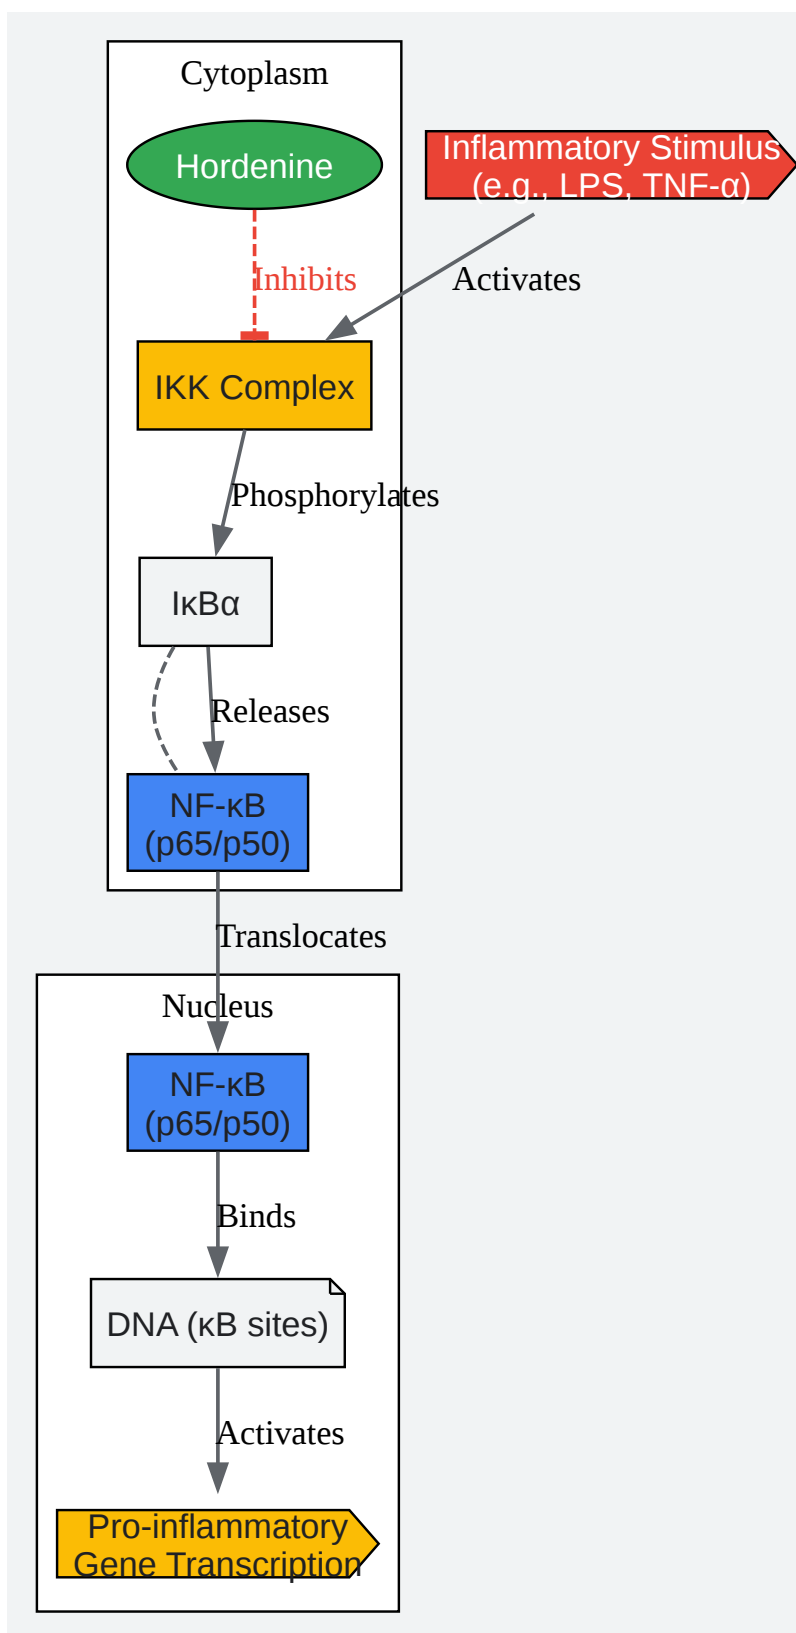 Cytoplasm
Hordenine
Inflammatory Stimulus
(e.g., LPS, TNF-α)
Inhibits
Activates
IKK Complex
Phosphorylates
IκBα
Releases
NF-κB
(p65/p50)
Translocates
Nucleus
NF-κB
(p65/p50)
Binds
DNA (κB sites)
Activates
Pro-inflammatory
Gene Transcription